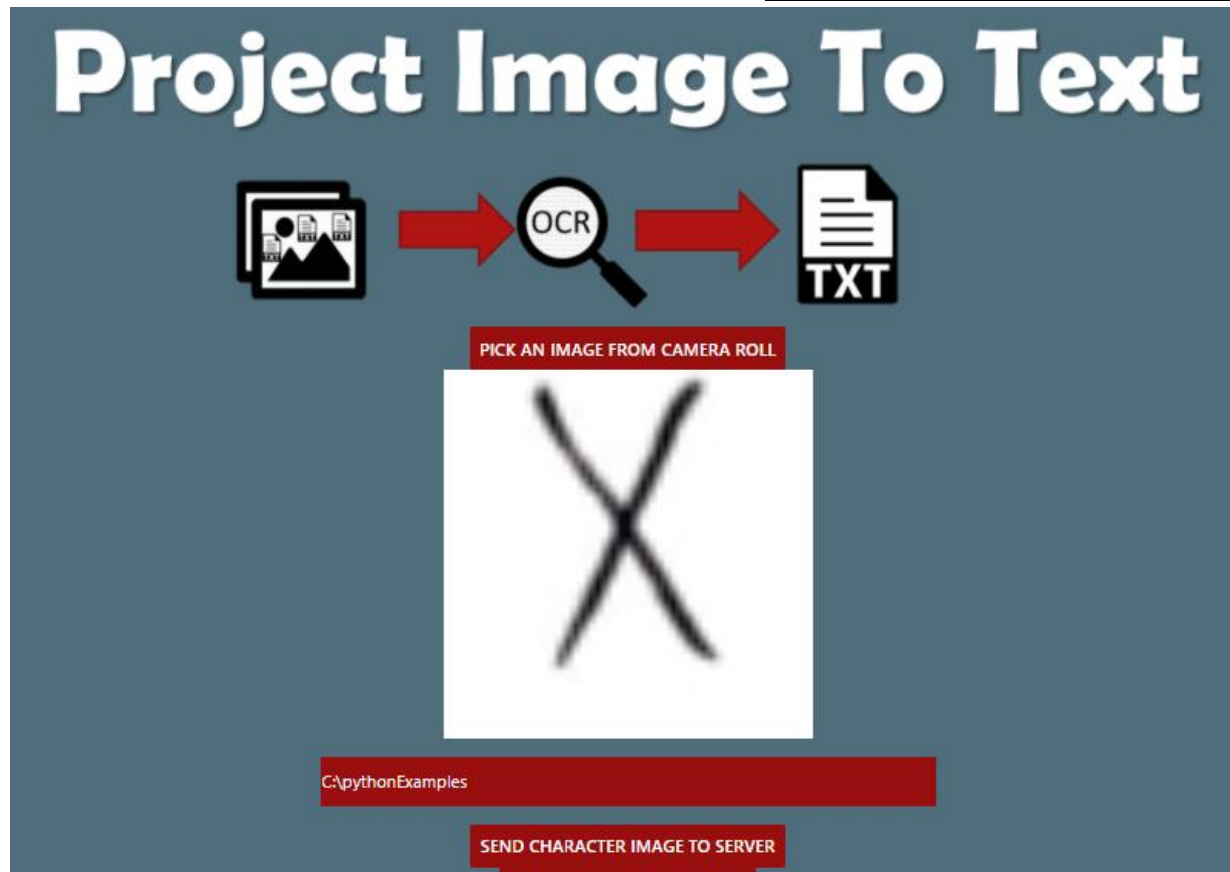 Project Image To Text
TXT
TXT
TXT
OCR
TXT
PICK AN IMAGE FROM CAMERA ROLL
X
C:\pythonExamples
SEND CHARACTER IMAGE TO SERVER